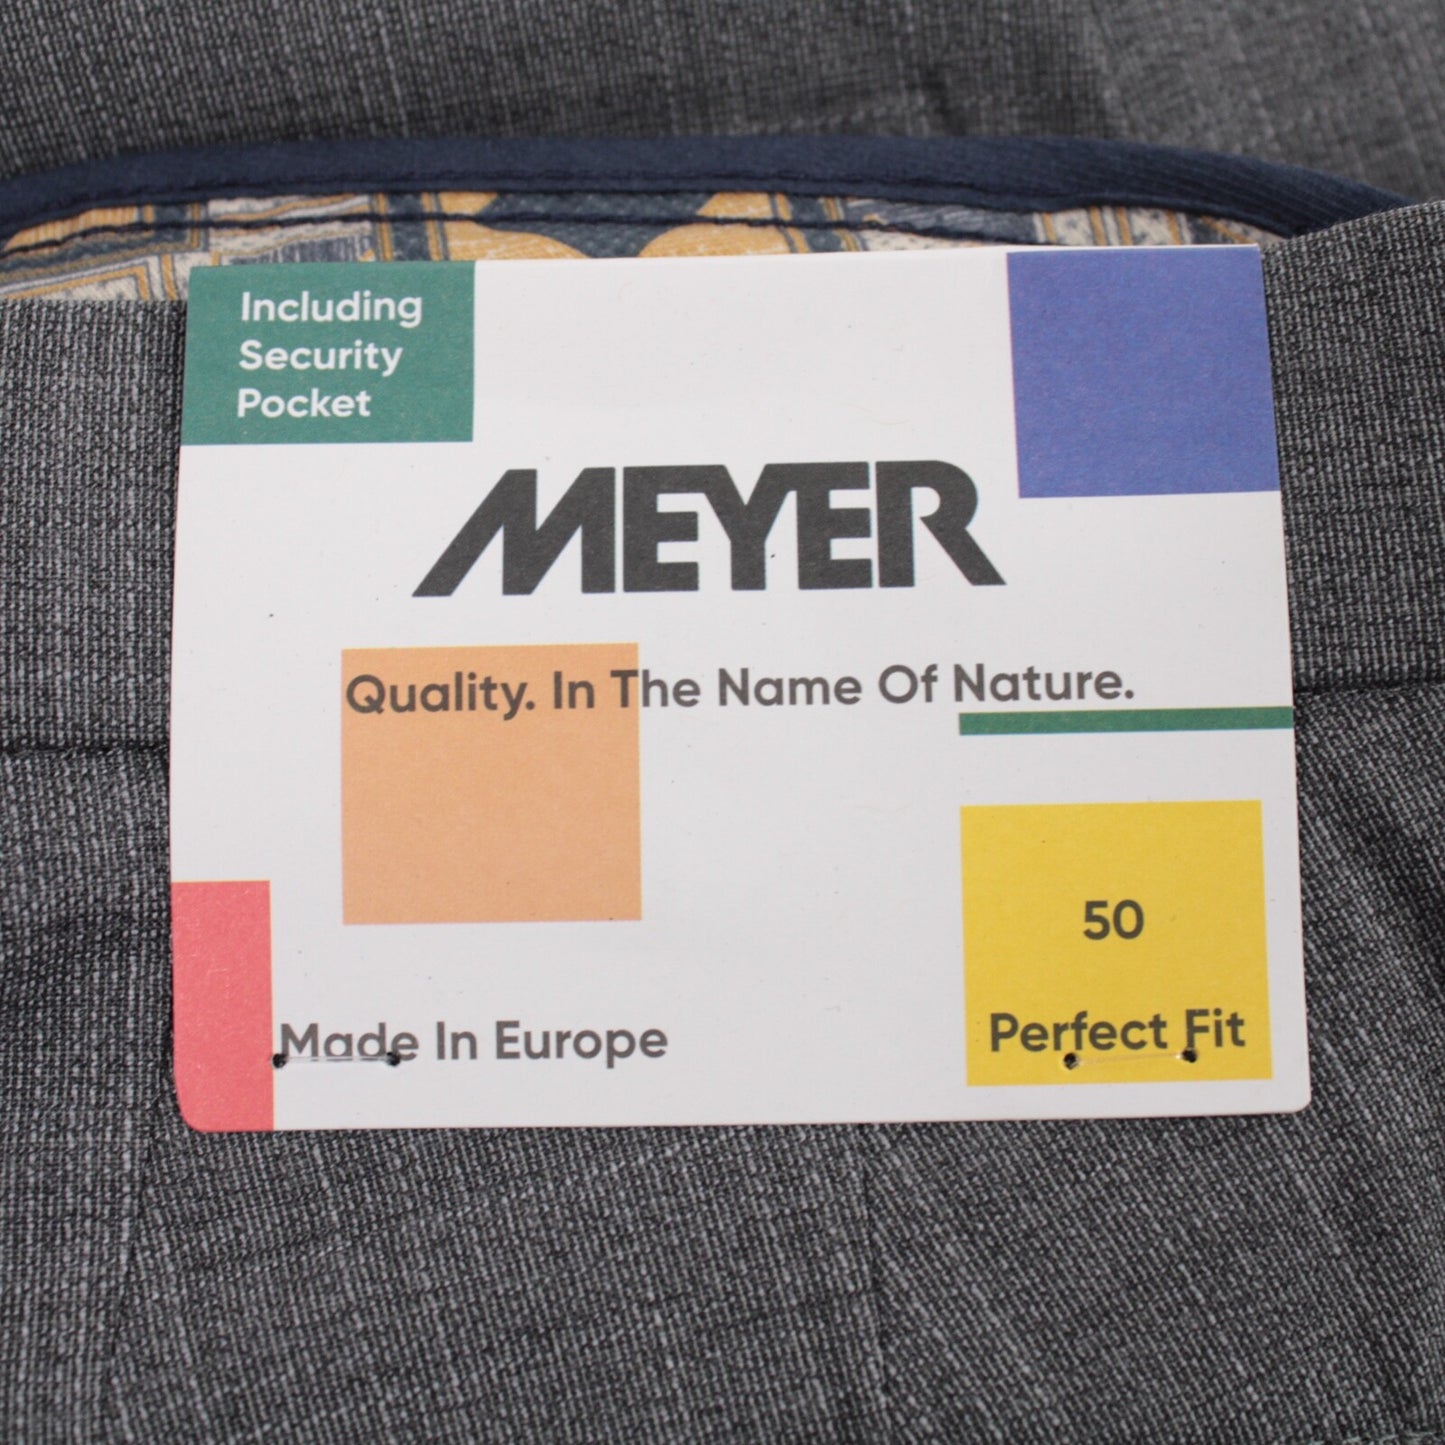 Including
Security
Pocket
MEYER
Quality. In The Name Of Nature.
50
Made In Europe
Perfect Fit